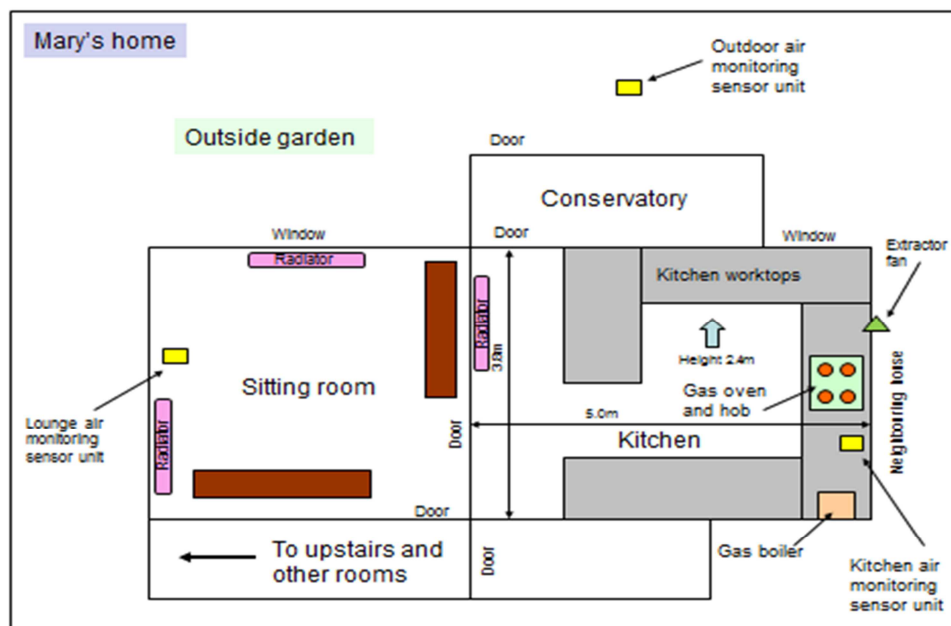 Mary's home
Outdoor air
monitoring
sensor unit
Outside garden
Door
Conservatory
Window
Door
Window
Extractor
fan
Radiator
Kitchen worktops
Radiator
3.8m
Height 2.4m
Sitting room
Gas oven
and hob
Neighbouring house
Lounge air
monitoring
sensor unit
Radiator
Door
5.0m
Kitchen
Door
To upstairs and
other rooms
Door
Gas boiler
Kitchen air
monitoring
sensor unit